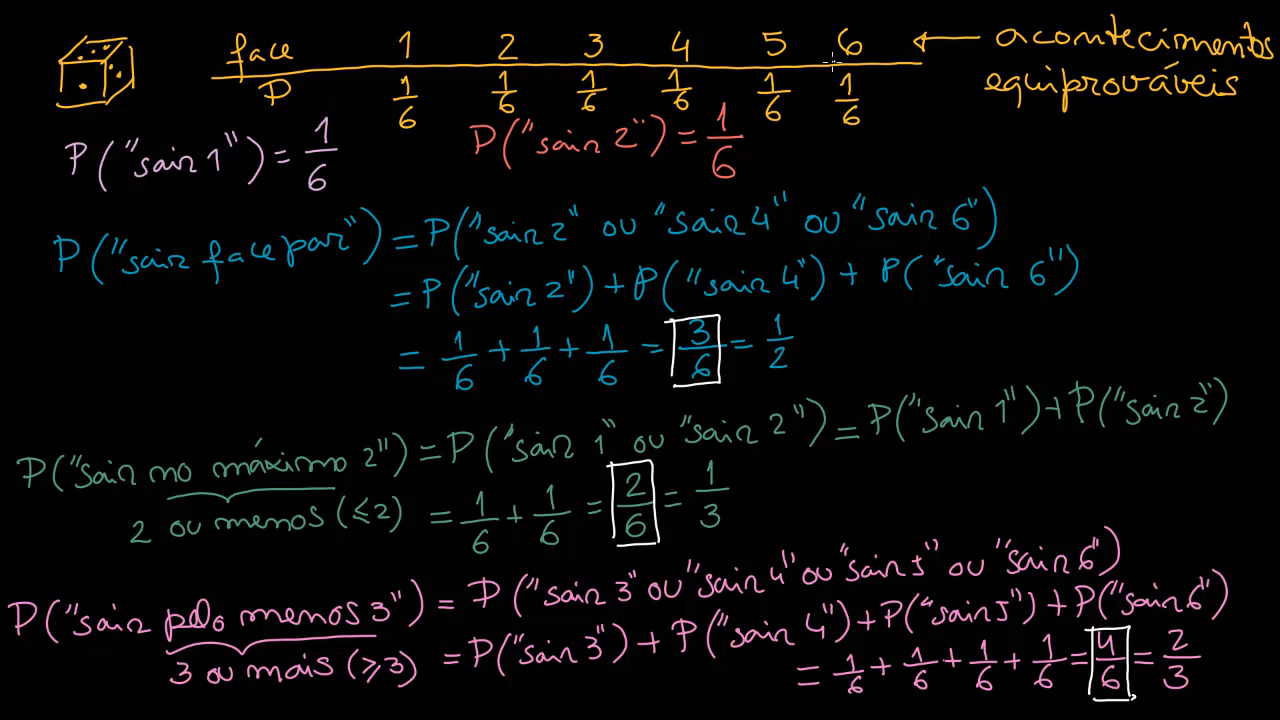 face 1 2 3 4 5 6 ← acontecimentos
P 1/6 1/6 1/6 1/6 1/6 1/6 equiprováveis
P("sair 1") = 1/6 P("sair 2") = 1/6
P("sair face par") = P("sair 2" ou "sair 4" ou "sair 6")
= P("sair 2") + P("sair 4") + P("sair 6")
= 1/6 + 1/6 + 1/6 = 3/6 = 1/2
P("sair no máximo 2") = P("sair 1" ou "sair 2") = P("sair 1") + P("sair 2")
2 ou menos (≤2) = 1/6 + 1/6 = 2/6 = 1/3
P("sair pelo menos 3") = P("sair 3" ou "sair 4" ou "sair 5" ou "sair 6")
3 ou mais (≥3) = P("sair 3") + P("sair 4") + P("sair 5") + P("sair 6")
= 1/6 + 1/6 + 1/6 + 1/6 = 4/6 = 2/3